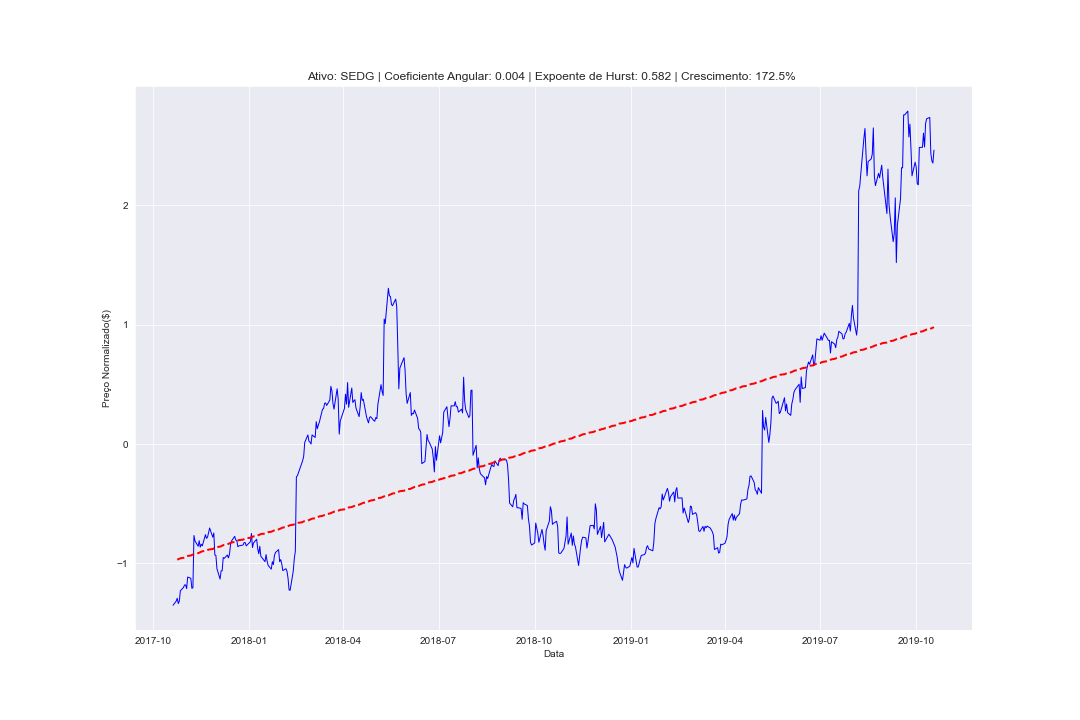 Ativo: SEDG | Coeficiente Angular: 0.004 | Expoente de Hurst: 0.582 | Crescimento: 172.5%
Preço Normalizado($)
2
1
0
−1
2017-10 2018-01 2018-04 2018-07 2018-10 2019-01 2019-04 2019-07 2019-10
Data